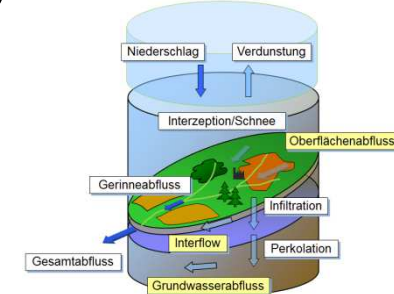 Niederschlag
Verdunstung
Interzeption/Schnee
Oberflächenabfluss
Gerinneabfluss
Infiltration
Interflow
Perkolation
Gesamtabfluss
Grundwasserabfluss